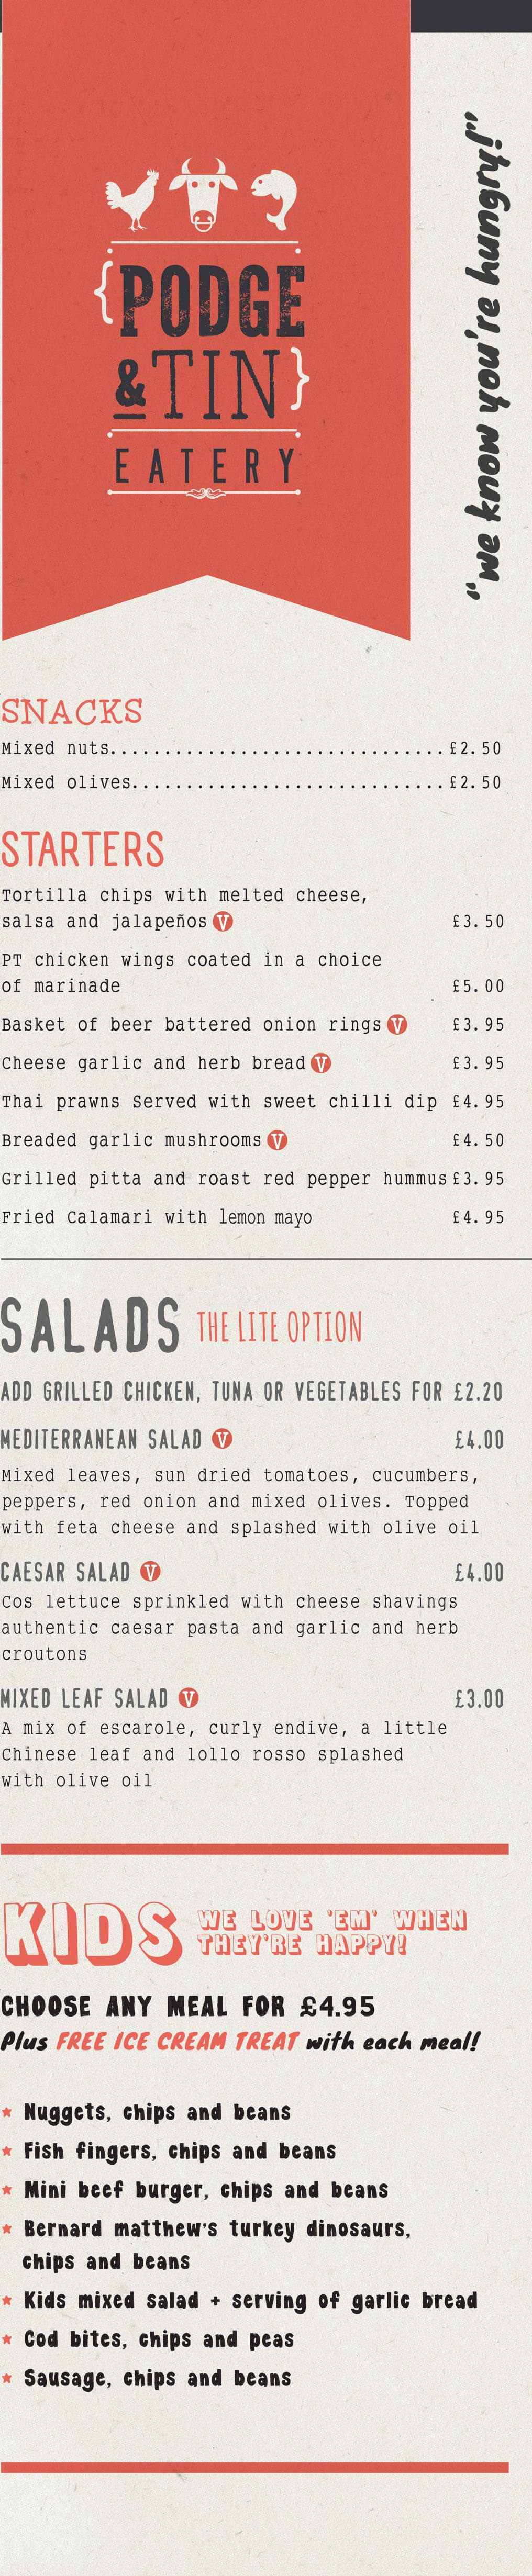 {PODGE
&TIN}
EATERY
"we know you're hungry!"
SNACKS
Mixed nuts...............................£2.50
Mixed olives.............................£2.50
STARTERS
Tortilla chips with melted cheese,
salsa and jalapeños V £3.50
PT chicken wings coated in a choice
of marinade £5.00
Basket of beer battered onion rings V £3.95
Cheese garlic and herb bread V £3.95
Thai prawns Served with sweet chilli dip £4.95
Breaded garlic mushrooms V £4.50
Grilled pitta and roast red pepper hummus £3.95
Fried Calamari with lemon mayo £4.95
SALADS THE LITE OPTION
ADD GRILLED CHICKEN, TUNA OR VEGETABLES FOR £2.20
MEDITERRANEAN SALAD V £4.00
Mixed leaves, sun dried tomatoes, cucumbers,
peppers, red onion and mixed olives. Topped
with feta cheese and splashed with olive oil
CAESAR SALAD V £4.00
Cos lettuce sprinkled with cheese shavings
authentic caesar pasta and garlic and herb
croutons
MIXED LEAF SALAD V £3.00
A mix of escarole, curly endive, a little
Chinese leaf and lollo rosso splashed
with olive oil
KIDS WE LOVE 'EM' WHEN
THEY'RE HAPPY!
CHOOSE ANY MEAL FOR £4.95
Plus FREE ICE CREAM TREAT with each meal!
★ Nuggets, chips and beans
★ Fish fingers, chips and beans
★ Mini beef burger, chips and beans
★ Bernard matthew's turkey dinosaurs,
chips and beans
★ Kids mixed salad + serving of garlic bread
★ Cod bites, chips and peas
★ Sausage, chips and beans